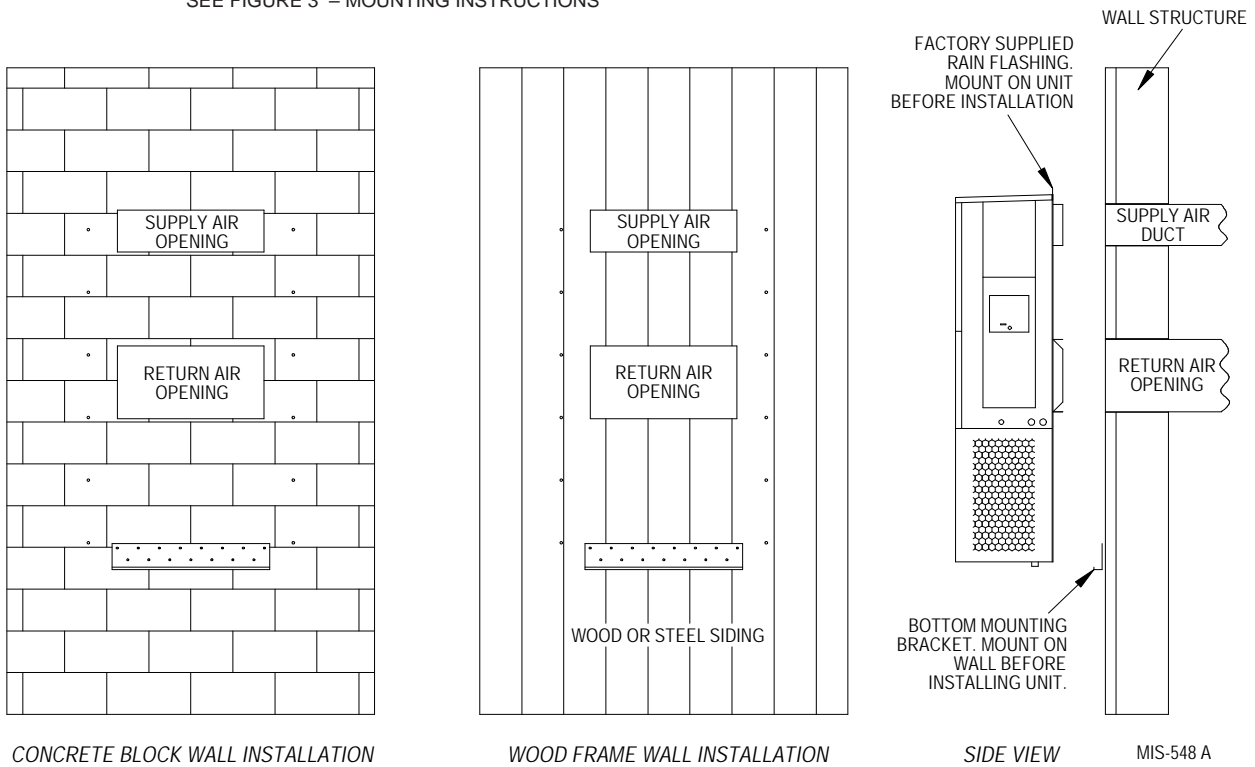 SEE FIGURE 3 – MOUNTING INSTRUCTIONS
WALL STRUCTURE
FACTORY SUPPLIED
RAIN FLASHING.
MOUNT ON UNIT
BEFORE INSTALLATION
SUPPLY AIR
OPENING
RETURN AIR
OPENING
SUPPLY AIR
OPENING
RETURN AIR
OPENING
WOOD OR STEEL SIDING
SUPPLY AIR
DUCT
RETURN AIR
OPENING
BOTTOM MOUNTING
BRACKET. MOUNT ON
WALL BEFORE
INSTALLING UNIT.
CONCRETE BLOCK WALL INSTALLATION
WOOD FRAME WALL INSTALLATION
SIDE VIEW
MIS-548 A